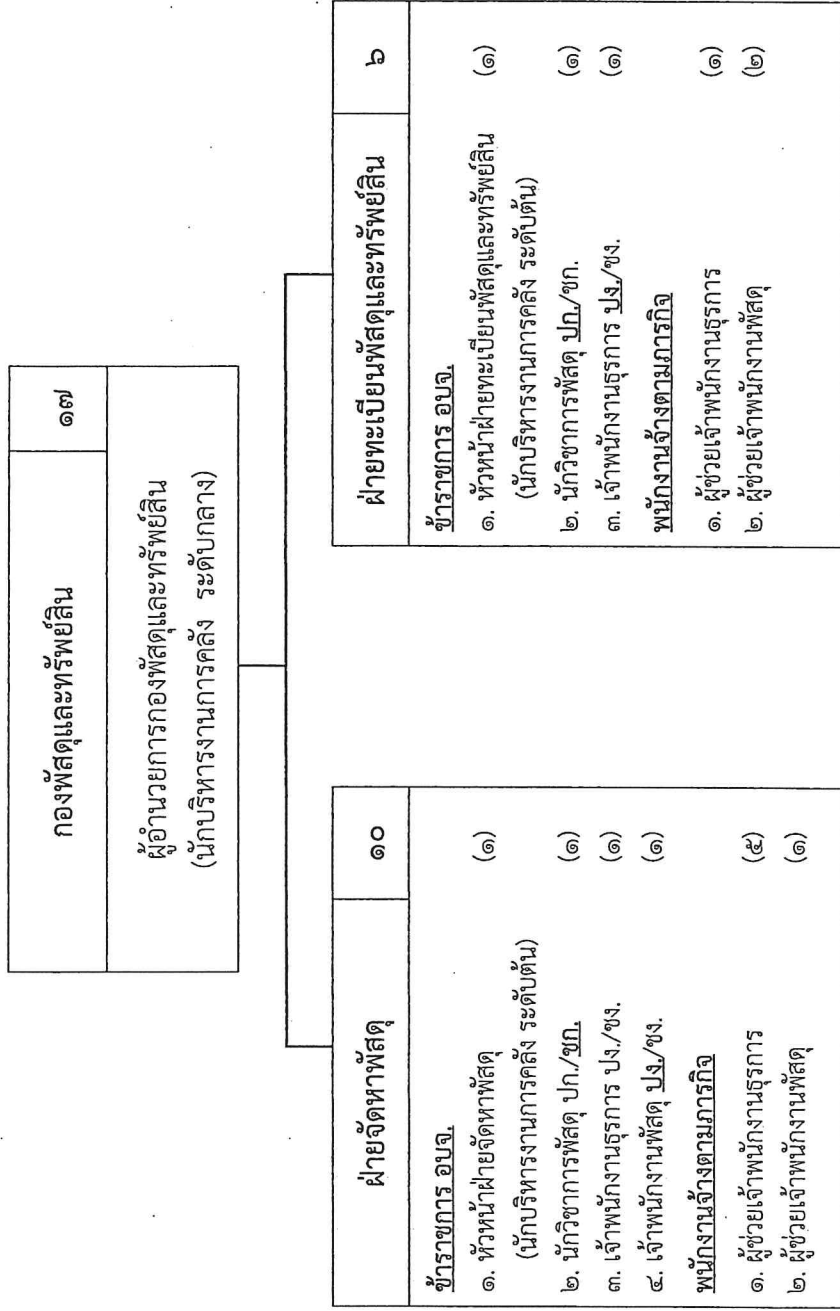 กองพัสดุและทรัพย์สิน ๑๗
ผู้อำนวยการกองพัสดุและทรัพย์สิน
(นักบริหารงานการคลัง ระดับกลาง)
ฝ่ายจัดหาพัสดุ ๑๐
ข้าราชการ อบจ.
๑. หัวหน้าฝ่ายจัดหาพัสดุ (๑)
(นักบริหารงานการคลัง ระดับต้น)
๒. นักวิชาการพัสดุ ปก./ชก. (๑)
๓. เจ้าพนักงานธุรการ ปง./ชง. (๑)
๔. เจ้าพนักงานพัสดุ ปง./ชง. (๑)
พนักงานจ้างตามภารกิจ
๑. ผู้ช่วยเจ้าพนักงานธุรการ (๕)
๒. ผู้ช่วยเจ้าพนักงานพัสดุ (๑)
ฝ่ายทะเบียนพัสดุและทรัพย์สิน ๖
ข้าราชการ อบจ.
๑. หัวหน้าฝ่ายทะเบียนพัสดุและทรัพย์สิน (๑)
(นักบริหารงานการคลัง ระดับต้น)
๒. นักวิชาการพัสดุ ปก./ชก. (๑)
๓. เจ้าพนักงานธุรการ ปง./ชง. (๑)
พนักงานจ้างตามภารกิจ
๑. ผู้ช่วยเจ้าพนักงานธุรการ (๑)
๒. ผู้ช่วยเจ้าพนักงานพัสดุ (๒)